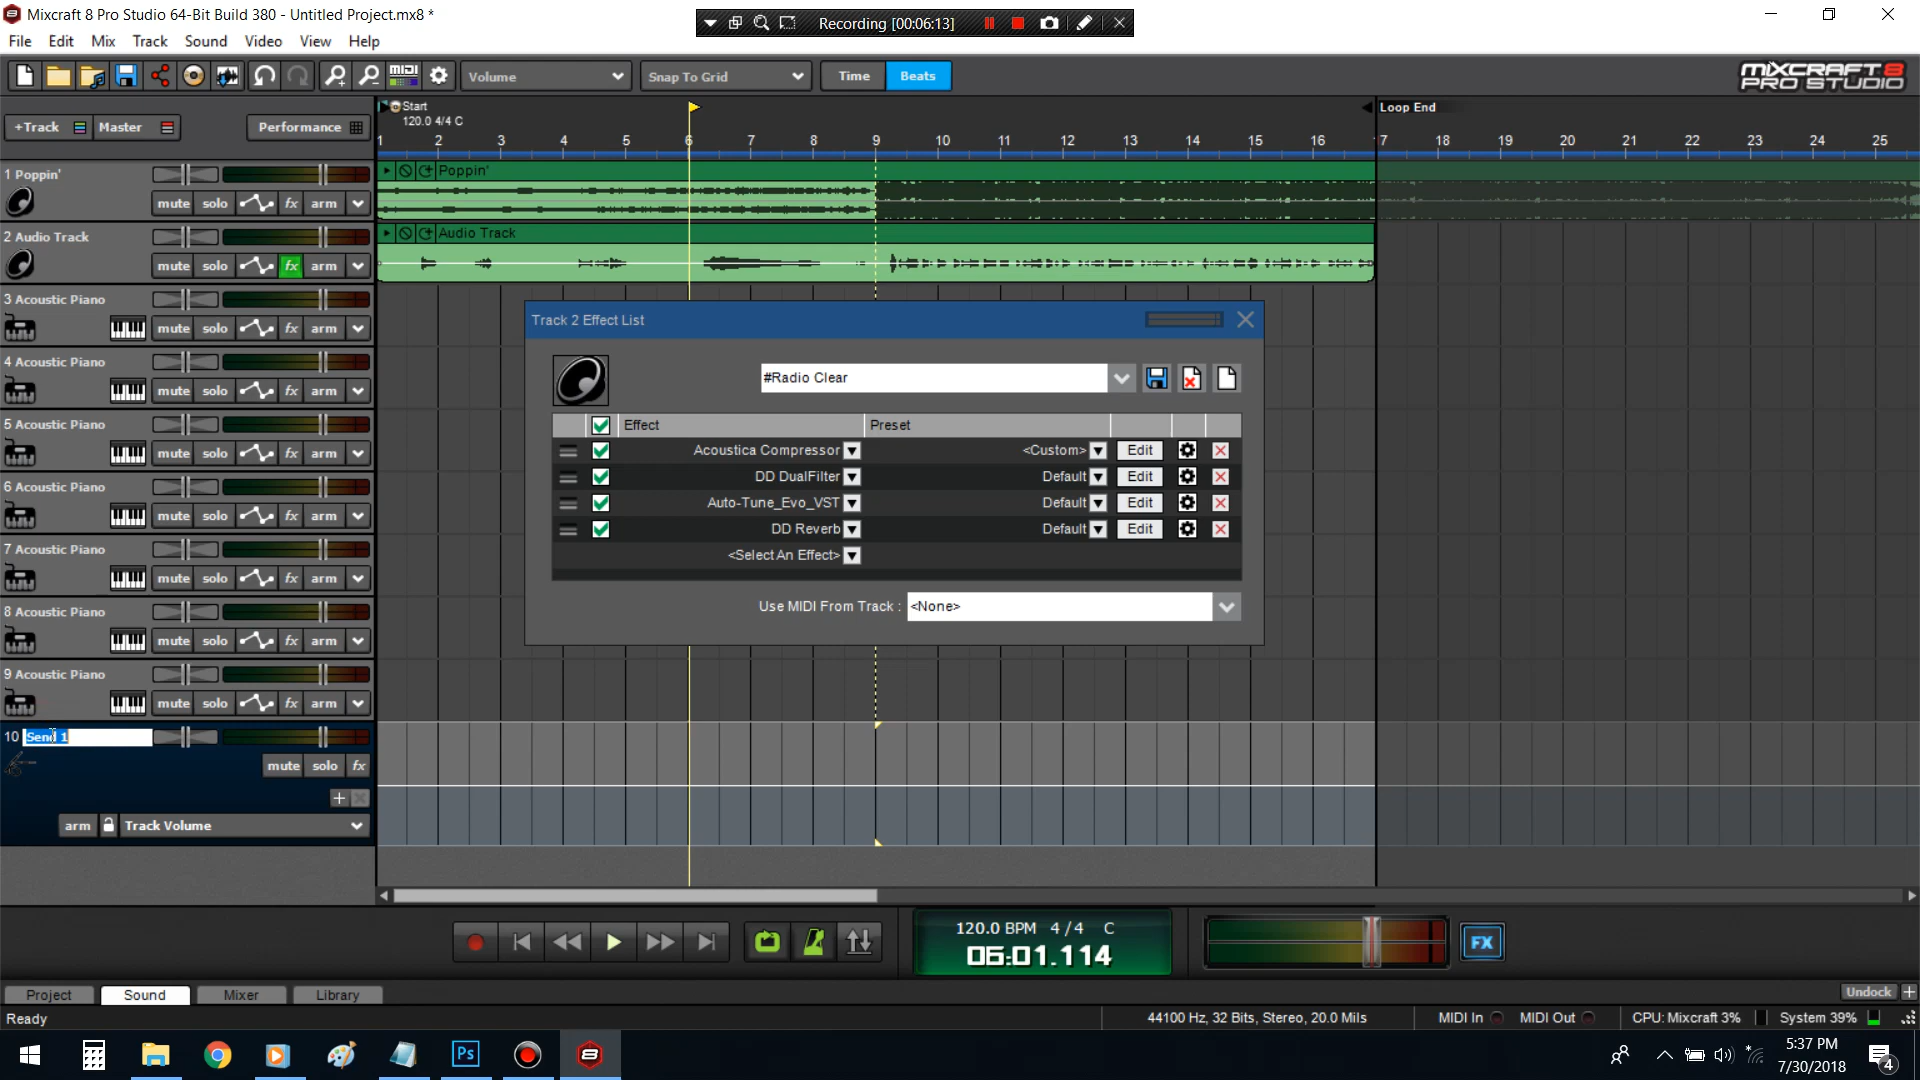 Mixcraft 8 Pro Studio 64-Bit Build 380 - Untitled Project.mx8 *
Recording [00:06:13]
File Edit Mix Track Sound Video View Help
MIDI
Volume
Snap To Grid
Time Beats
MIXCRAFT 8
PRO STUDIO
+Track Master Performance
Start
120.0 4/4 C
Loop End
1 2 3 4 5 6 7 8 9 10 11 12 13 14 15 16 17 18 19 20 21 22 23 24 25
1 Poppin'
mute solo fx arm
Poppin'
2 Audio Track
mute solo fx arm
Audio Track
3 Acoustic Piano
mute solo fx arm
4 Acoustic Piano
mute solo fx arm
5 Acoustic Piano
mute solo fx arm
6 Acoustic Piano
mute solo fx arm
7 Acoustic Piano
mute solo fx arm
8 Acoustic Piano
mute solo fx arm
9 Acoustic Piano
mute solo fx arm
10 Send 1
mute solo fx
arm Track Volume
Track 2 Effect List
#Radio Clear
Effect Preset
Acoustica Compressor <Custom> Edit
DD DualFilter Default Edit
Auto-Tune_Evo_VST Default Edit
DD Reverb Default Edit
<Select An Effect>
Use MIDI From Track : <None>
120.0 BPM 4/4 C
06:01.114
FX
Project Sound Mixer Library
Undock
Ready
44100 Hz, 32 Bits, Stereo, 20.0 Mils
MIDI In MIDI Out
CPU: Mixcraft 3% System 39%
Ps
8
5:37 PM
7/30/2018
4